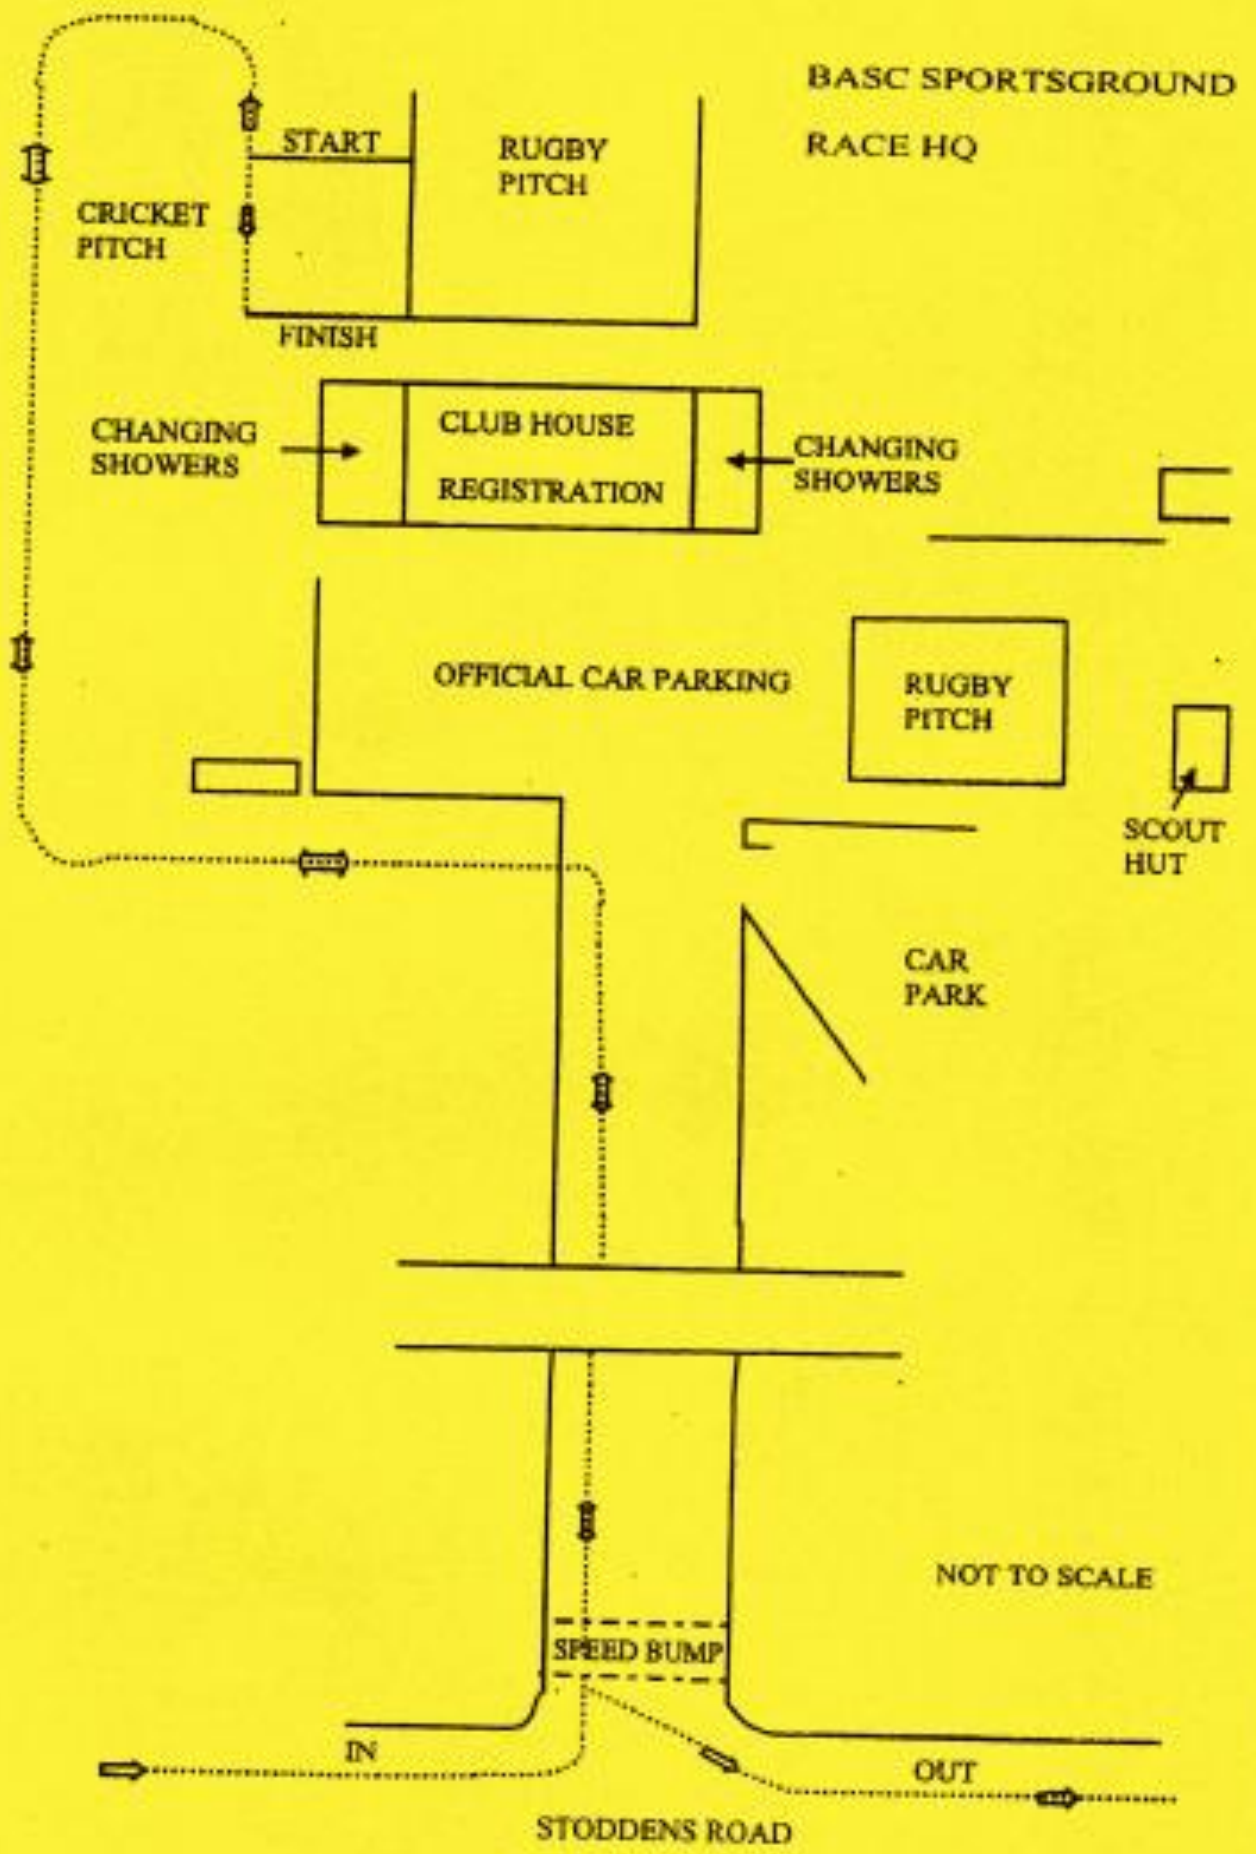 BASC SPORTSGROUND
RACE HQ
START
RUGBY
PITCH
CRICKET
PITCH
FINISH
CHANGING
SHOWERS
CLUB HOUSE
REGISTRATION
CHANGING
SHOWERS
OFFICIAL CAR PARKING
RUGBY
PITCH
SCOUT
HUT
CAR
PARK
NOT TO SCALE
SPEED BUMP
IN
OUT
STODDENS ROAD